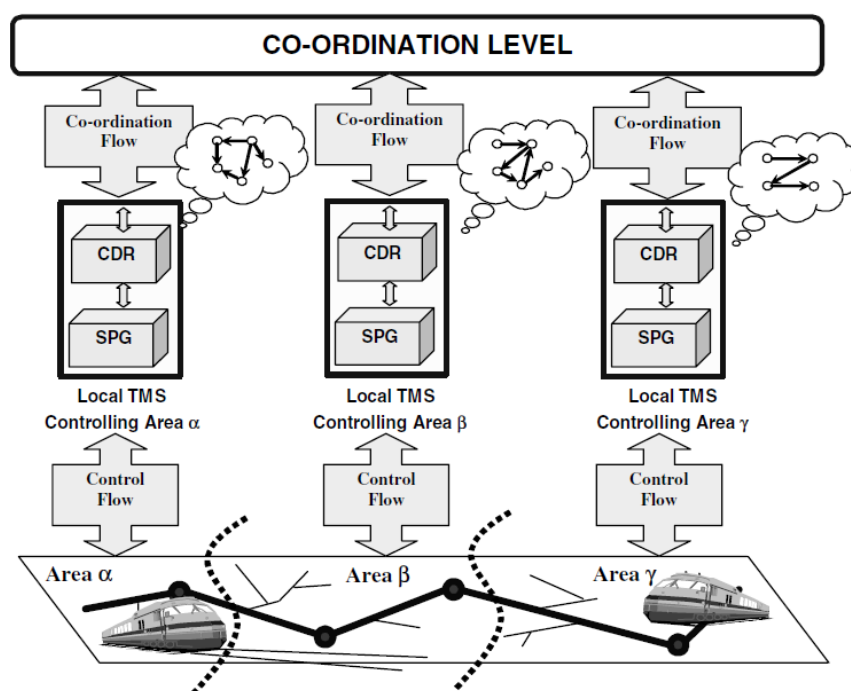 CO-ORDINATION LEVEL
Co-ordination
Flow
Co-ordination
Flow
Co-ordination
Flow
CDR
CDR
CDR
SPG
SPG
SPG
Local TMS
Controlling Area α
Local TMS
Controlling Area β
Local TMS
Controlling Area γ
Control
Flow
Control
Flow
Control
Flow
Area α
Area β
Area γ